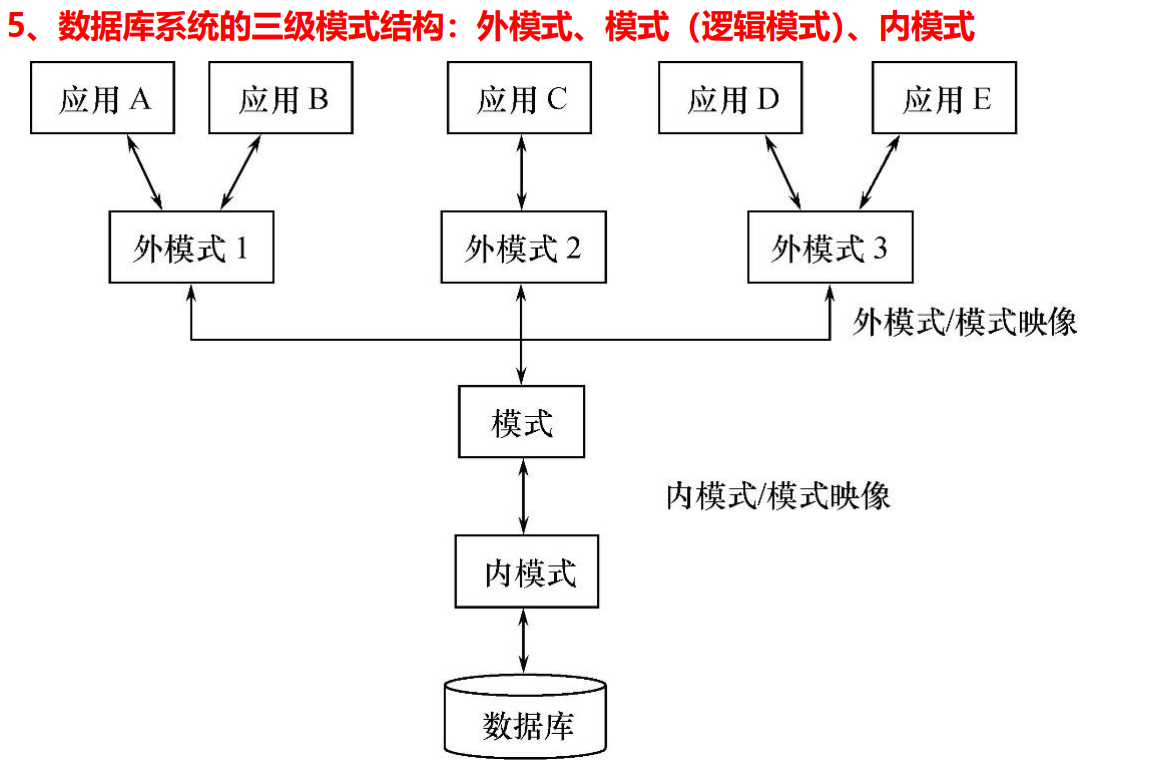 5、数据库系统的三级模式结构：外模式、模式（逻辑模式）、内模式
应用 A
应用 B
应用 C
应用 D
应用 E
外模式 1
外模式 2
外模式 3
外模式/模式映像
模式
内模式/模式映像
内模式
数据库